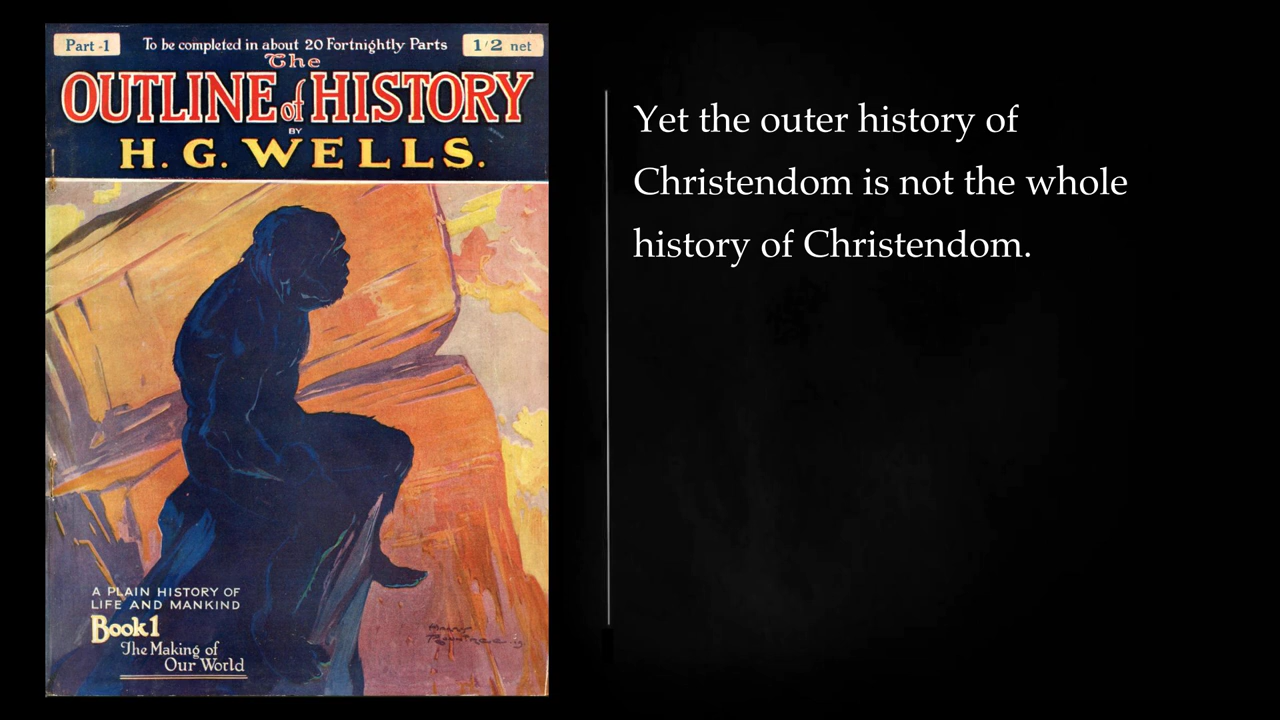 Part -1
To be completed in about 20 Fortnightly Parts
1/2 net
The
OUTLINE of HISTORY
BY
H. G. WELLS.
A PLAIN HISTORY OF
LIFE AND MANKIND
Book 1
The Making of
Our World
Yet the outer history of
Christendom is not the whole
history of Christendom.